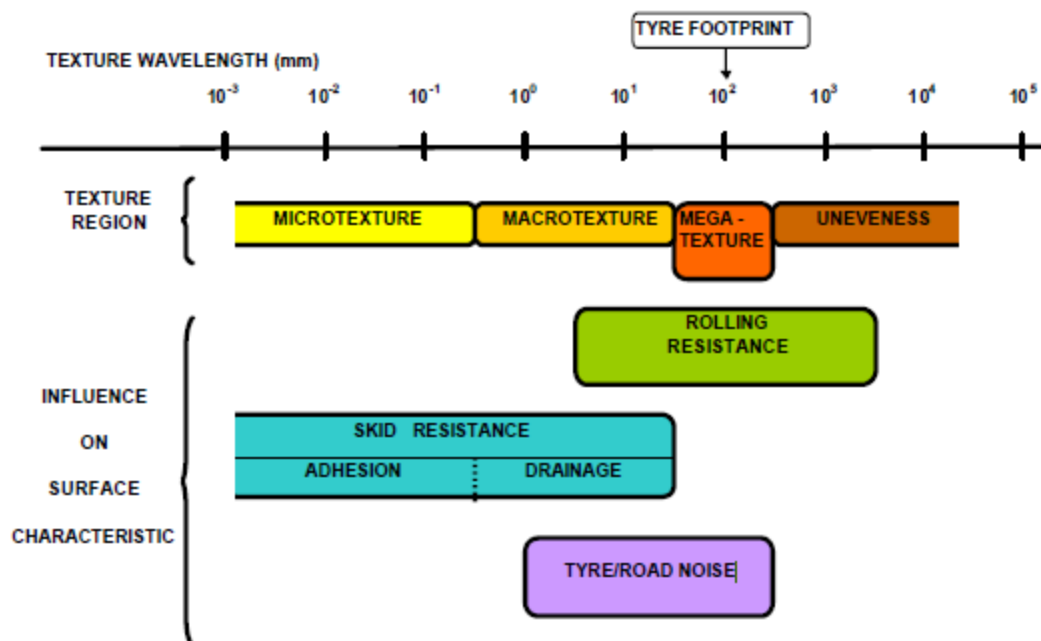 TYRE FOOTPRINT
TEXTURE WAVELENGTH (mm)
10⁻³ 10⁻² 10⁻¹ 10⁰ 10¹ 10² 10³ 10⁴ 10⁵
TEXTURE
REGION
MICROTEXTURE
MACROTEXTURE
MEGA -
TEXTURE
UNEVENESS
ROLLING
RESISTANCE
INFLUENCE
ON
SURFACE
CHARACTERISTIC
SKID RESISTANCE
ADHESION
DRAINAGE
TYRE/ROAD NOISE